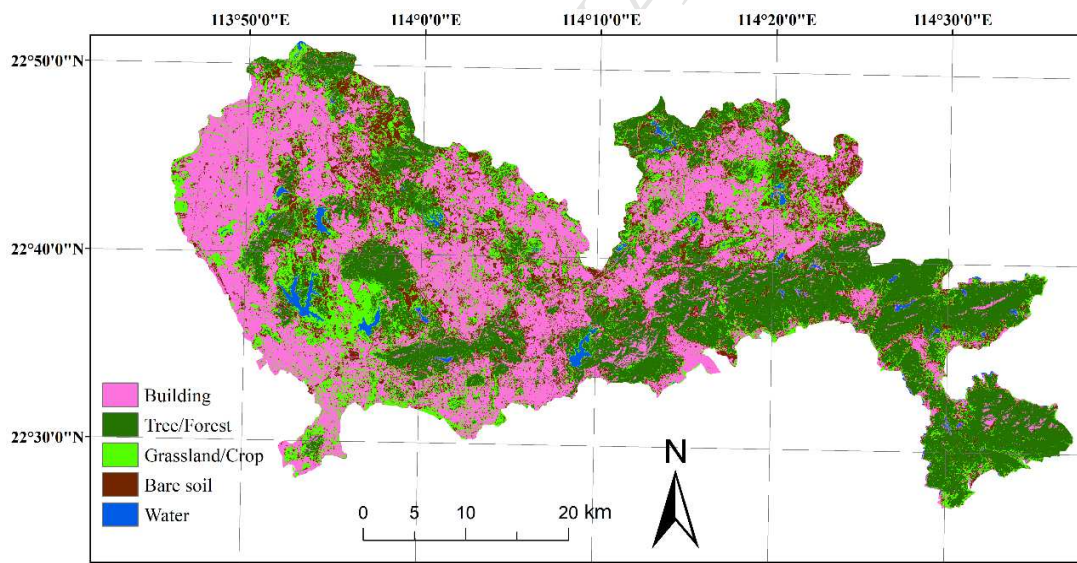 113°50'0"E 114°0'0"E 114°10'0"E 114°20'0"E 114°30'0"E
22°50'0"N
22°40'0"N
22°30'0"N
Building
Tree/Forest
Grassland/Crop
Bare soil
Water
N
0 5 10 20 km